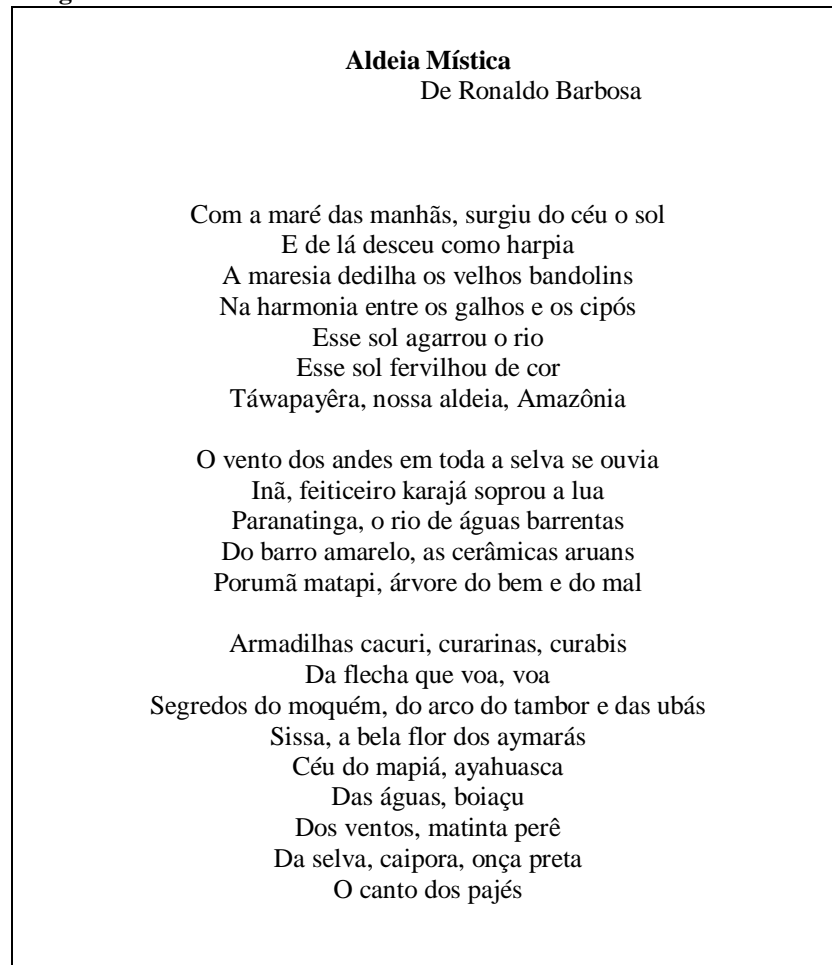 Aldeia Mística
De Ronaldo Barbosa
Com a maré das manhãs, surgiu do céu o sol
E de lá desceu como harpia
A maresia dedilha os velhos bandolins
Na harmonia entre os galhos e os cipós
Esse sol agarrou o rio
Esse sol fervilhou de cor
Táwapayêra, nossa aldeia, Amazônia
O vento dos andes em toda a selva se ouvia
Inã, feiticeiro karajá soprou a lua
Paranatinga, o rio de águas barrentas
Do barro amarelo, as cerâmicas aruans
Porumã matapi, árvore do bem e do mal
Armadilhas cacuri, curarinas, curabis
Da flecha que voa, voa
Segredos do moquém, do arco do tambor e das ubás
Sissa, a bela flor dos aymarás
Céu do mapiá, ayahuasca
Das águas, boiaçu
Dos ventos, matinta perê
Da selva, caipora, onça preta
O canto dos pajés